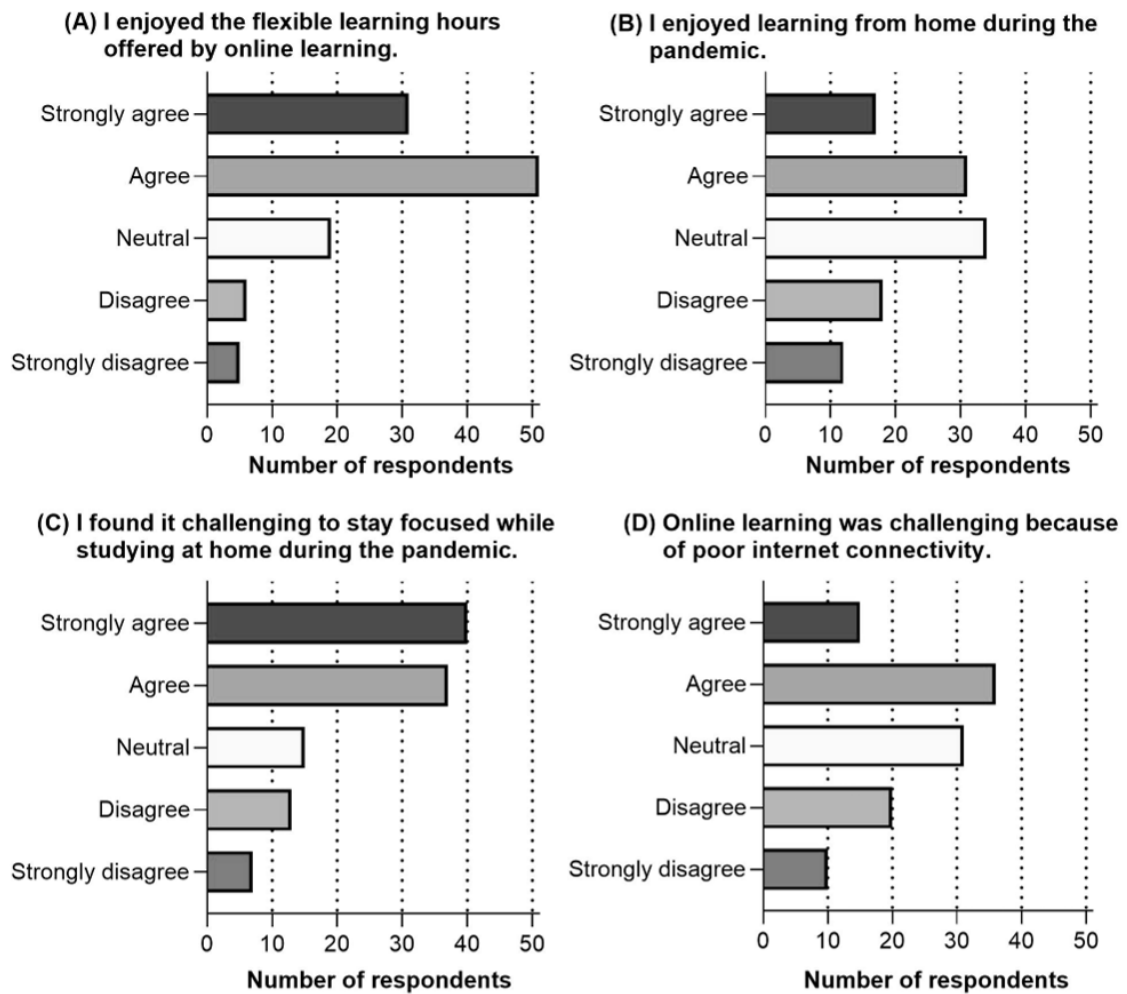 (A) I enjoyed the flexible learning hours
offered by online learning.
Strongly agree
Agree
Neutral
Disagree
Strongly disagree
0 10 20 30 40 50
Number of respondents
(B) I enjoyed learning from home during the
pandemic.
Strongly agree
Agree
Neutral
Disagree
Strongly disagree
0 10 20 30 40 50
Number of respondents
(C) I found it challenging to stay focused while
studying at home during the pandemic.
Strongly agree
Agree
Neutral
Disagree
Strongly disagree
0 10 20 30 40 50
Number of respondents
(D) Online learning was challenging because
of poor internet connectivity.
Strongly agree
Agree
Neutral
Disagree
Strongly disagree
0 10 20 30 40 50
Number of respondents